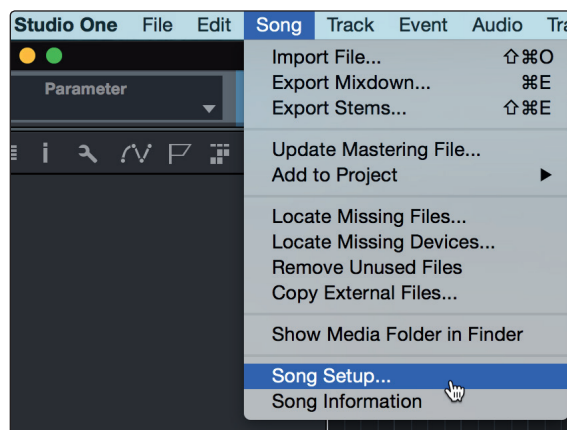 Studio One File Edit Song Track Event Audio
Parameter
Import File... ⇧⌘O
Export Mixdown... ⌘E
Export Stems... ⇧⌘E
Update Mastering File...
Add to Project
Locate Missing Files...
Locate Missing Devices...
Remove Unused Files
Copy External Files...
Show Media Folder in Finder
Song Setup...
Song Information